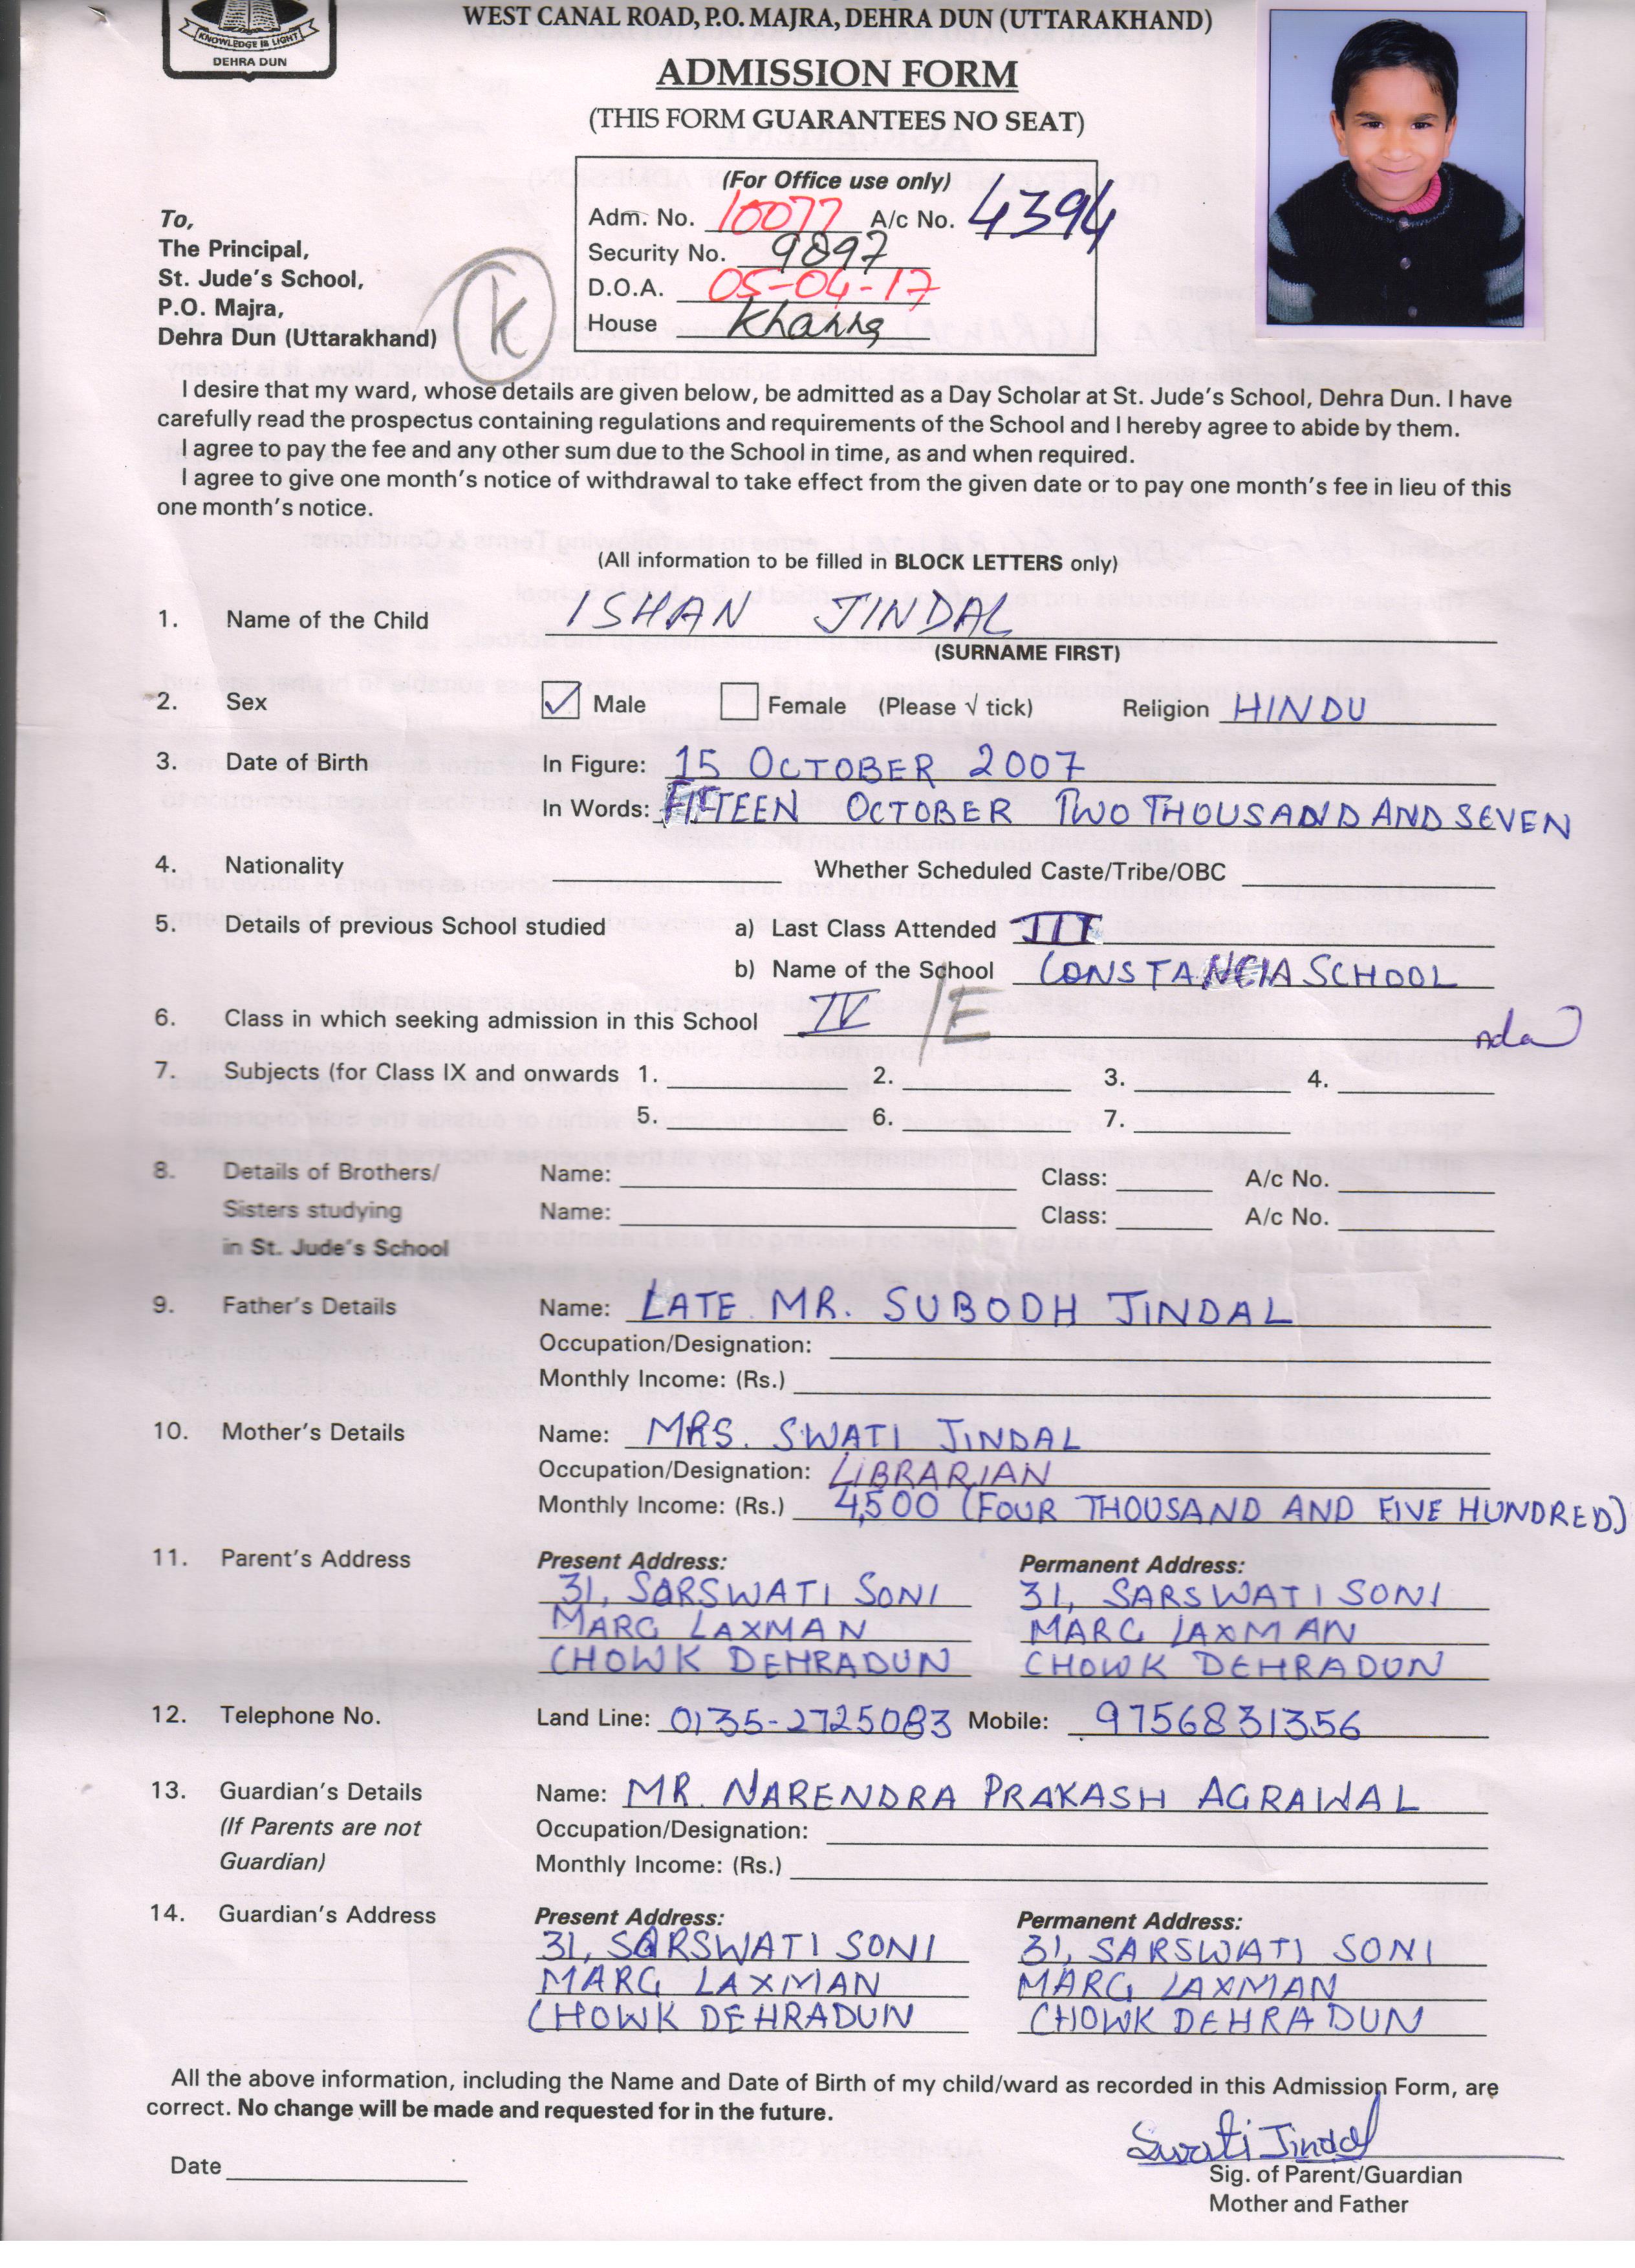 KNOWLEDGE IS LIGHT
DEHRA DUN
WEST CANAL ROAD, P.O. MAJRA, DEHRA DUN (UTTARAKHAND)
ADMISSION FORM
(THIS FORM GUARANTEES NO SEAT)
(For Office use only)
Adm. No. 10077 A/c No. 4394
Security No. 9897
D.O.A. 05-04-17
House Khanna
To,
The Principal,
St. Jude's School,
P.O. Majra,
Dehra Dun (Uttarakhand)
K
I desire that my ward, whose details are given below, be admitted as a Day Scholar at St. Jude's School, Dehra Dun. I have
carefully read the prospectus containing regulations and requirements of the School and I hereby agree to abide by them.
I agree to pay the fee and any other sum due to the School in time, as and when required.
I agree to give one month's notice of withdrawal to take effect from the given date or to pay one month's fee in lieu of this
one month's notice.
(All information to be filled in BLOCK LETTERS only)
1. Name of the Child ISHAN JINDAL
(SURNAME FIRST)
2. Sex ✓ Male Female (Please √ tick) Religion HINDU
3. Date of Birth In Figure: 15 OCTOBER 2007
In Words: FIFTEEN OCTOBER TWO THOUSAND AND SEVEN
4. Nationality Whether Scheduled Caste/Tribe/OBC
5. Details of previous School studied a) Last Class Attended III
b) Name of the School CONSTANCIA SCHOOL
6. Class in which seeking admission in this School IV /E
7. Subjects (for Class IX and onwards 1. 2. 3. 4.
5. 6. 7.
8. Details of Brothers/ Name: Class: A/c No.
Sisters studying Name: Class: A/c No.
in St. Jude's School
9. Father's Details Name: LATE MR. SUBODH JINDAL
Occupation/Designation:
Monthly Income: (Rs.)
10. Mother's Details Name: MRS. SWATI JINDAL
Occupation/Designation: LIBRARIAN
Monthly Income: (Rs.) 4,500 (FOUR THOUSAND AND FIVE HUNDRED)
11. Parent's Address Present Address: Permanent Address:
31, SARSWATI SONI 31, SARSWATI SONI
MARG LAXMAN MARG LAXMAN
CHOWK DEHRADUN CHOWK DEHRADUN
12. Telephone No. Land Line: 0135-2725083 Mobile: 9756831356
13. Guardian's Details Name: MR. NARENDRA PRAKASH AGRAWAL
(If Parents are not Occupation/Designation:
Guardian) Monthly Income: (Rs.)
14. Guardian's Address Present Address: Permanent Address:
31, SARSWATI SONI 31, SARSWATI SONI
MARG LAXMAN MARG LAXMAN
CHOWK DEHRADUN CHOWK DEHRADUN
All the above information, including the Name and Date of Birth of my child/ward as recorded in this Admission Form, are
correct. No change will be made and requested for in the future.
Swati Jindal
Date Sig. of Parent/Guardian
Mother and Father